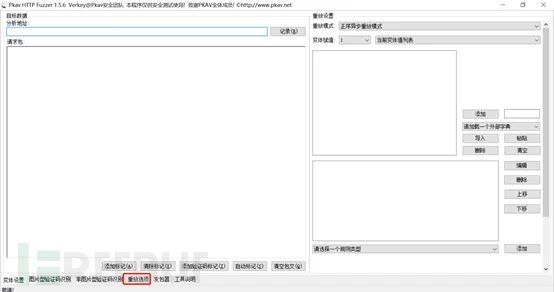 Pkav HTTP Fuzzer 1.5.6 Verkey@Pkav安全团队 本程序仅供安全测试使用! 致谢PKAV全体成员! ©http://www.pkav.net
目标数据
分析地址:
记录(S)
请求包:
添加标记(A)
清除标记(C)
添加验证码标记(Z)
自动标记(Z)
清空包文(C)
重放设置
重放模式:
正序异步重放模式
变体赋值:
1
当前变体值列表
添加
请加载一个外部字典
导入
粘贴
删除
清空
编辑
删除
上移
下移
请选择一个规则类型
添加
变体设置
图片型验证码识别
非图片型验证码识别
重放选项
发包器
工具说明
就绪!
REEBUF